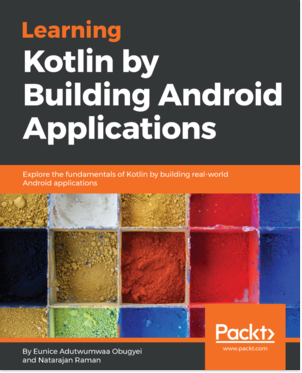 Learning
Kotlin by
Building Android
Applications
Explore the fundamentals of Kotlin by building real-world
Android applications
Packt>
www.packt.com
By Eunice Adutwumwaa Obugyei
and Natarajan Raman